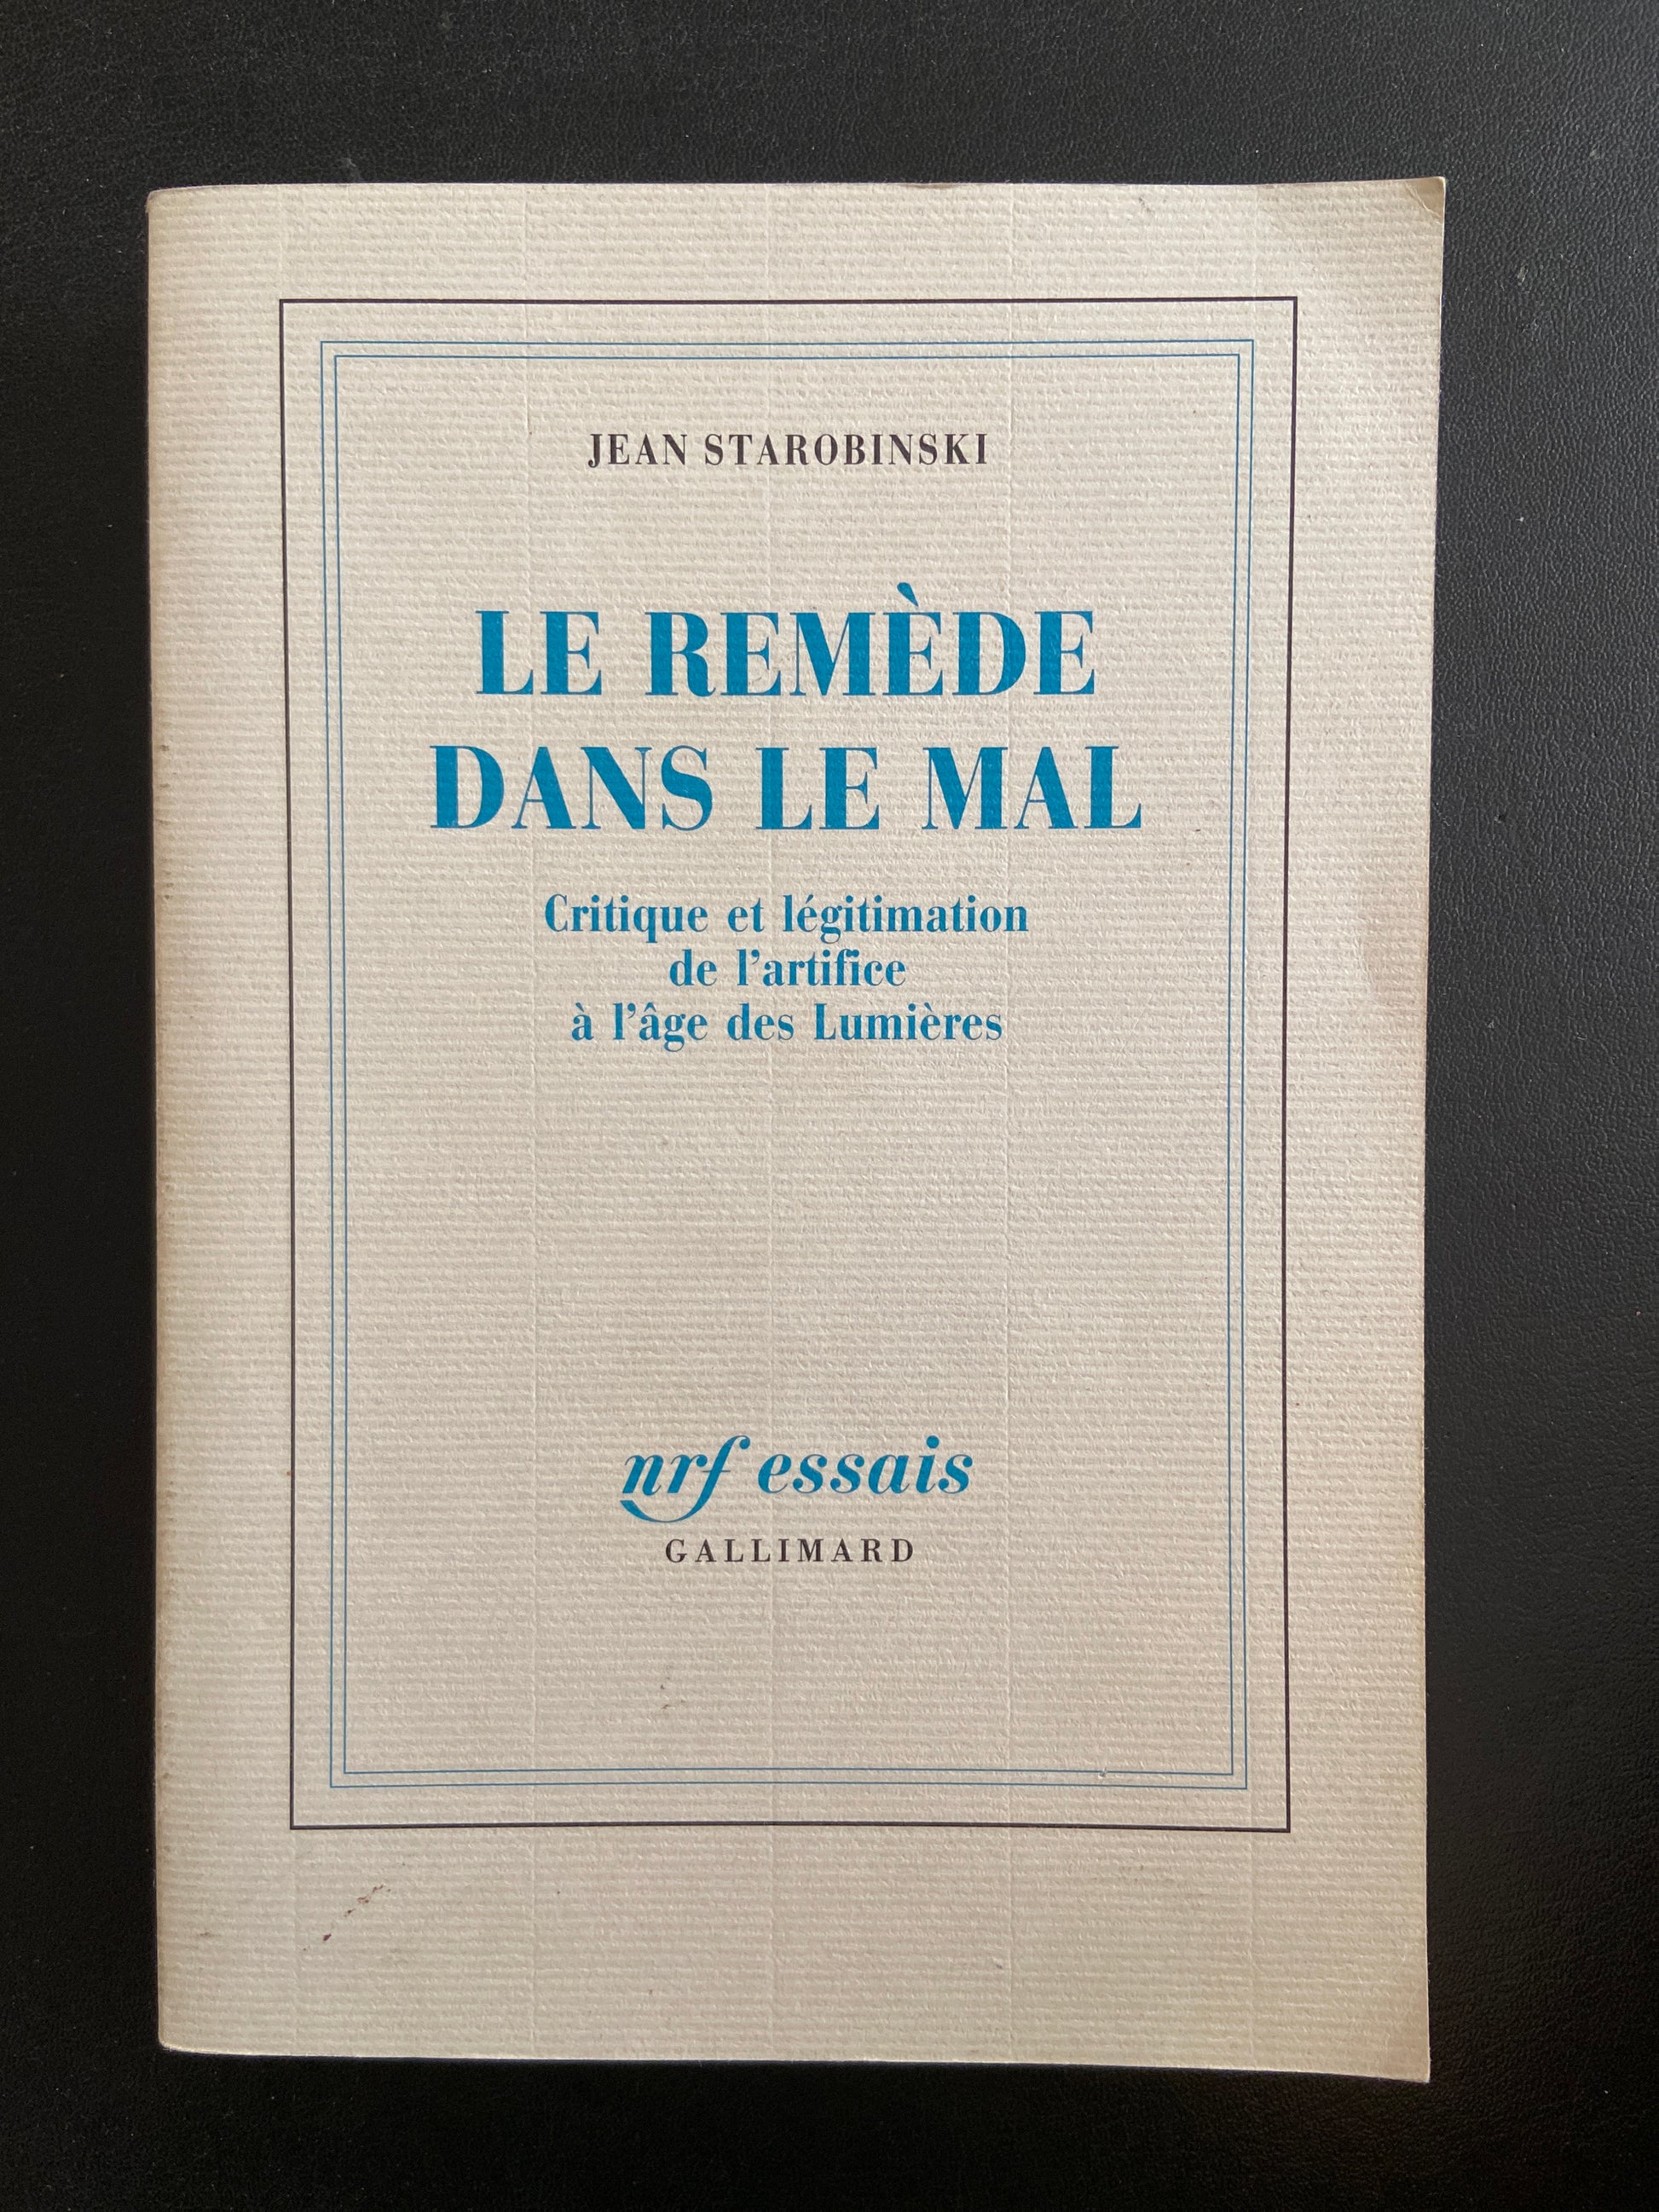 JEAN STAROBINSKI
LE REMÈDE
DANS LE MAL
Critique et légitimation
de l'artifice
à l'âge des Lumières
nrf essais
GALLIMARD